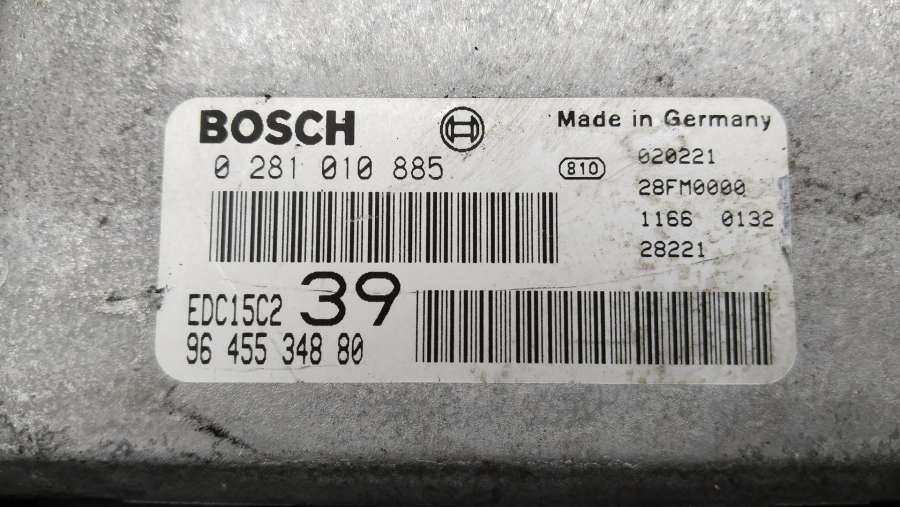 BOSCH
Made in Germany
0 281 010 885
810
020221
28FM0000
1166 0132
28221
EDC15C2 39
96 455 348 80